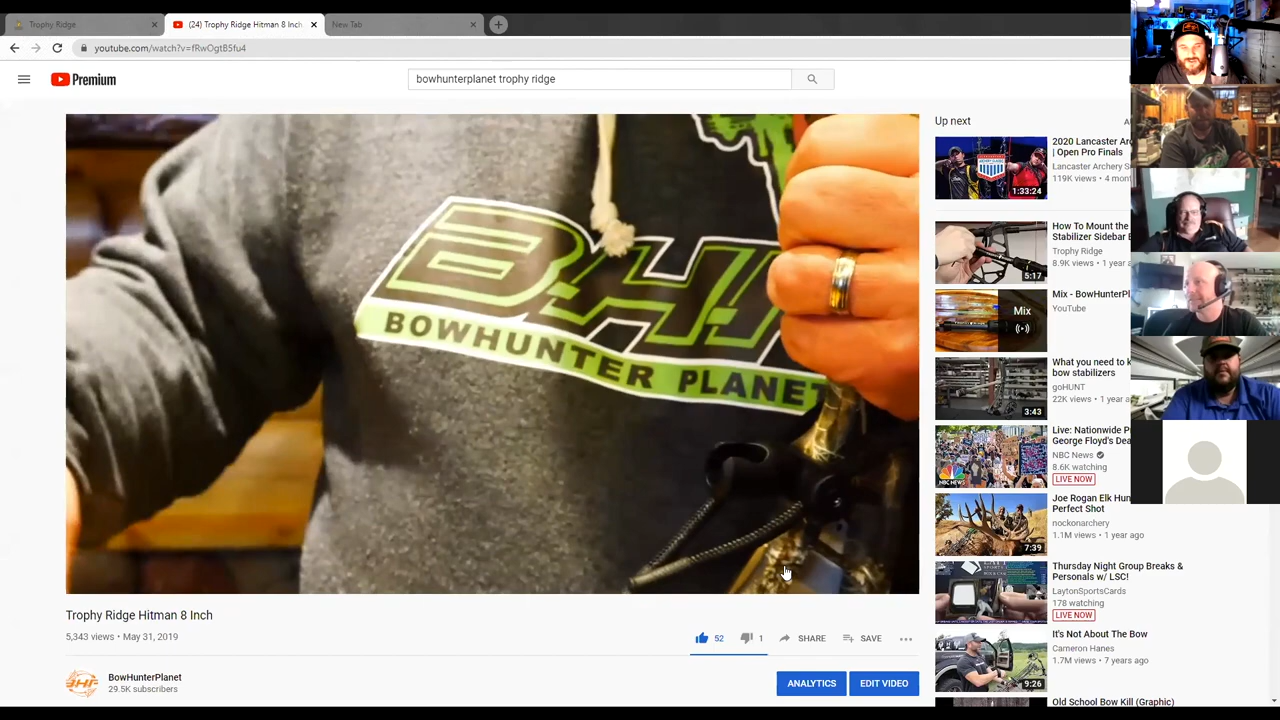 Trophy Ridge
(24) Trophy Ridge Hitman 8 Inch
New Tab
youtube.com/watch?v=fRwOgtB5fu4
Premium
bowhunterplanet trophy ridge
BH
BOWHUNTER PLANET
Trophy Ridge Hitman 8 Inch
5,343 views • May 31, 2019
52
1
SHARE
SAVE
BowHunterPlanet
29.5K subscribers
ANALYTICS
EDIT VIDEO
Up next
2020 Lancaster Arc
| Open Pro Finals
Lancaster Archery S
119K views • 4 mon
1:33:24
How To Mount the
Stabilizer Sidebar
Trophy Ridge
8.9K views • 1 year a
5:17
Mix - BowHunterPl
YouTube
Mix
What you need to k
bow stabilizers
goHUNT
22K views • 1 year a
3:43
Live: Nationwide P
George Floyd's Dea
NBC News
8.6K watching
LIVE NOW
NBC NEWS
Joe Rogan Elk Hun
Perfect Shot
nockonarchery
1.1M views • 1 year ago
7:39
Thursday Night Group Breaks &
Personals w/ LSC!
LaytonSportsCards
178 watching
LIVE NOW
It's Not About The Bow
Cameron Hanes
1.7M views • 7 years ago
9:26
Old School Bow Kill (Graphic)